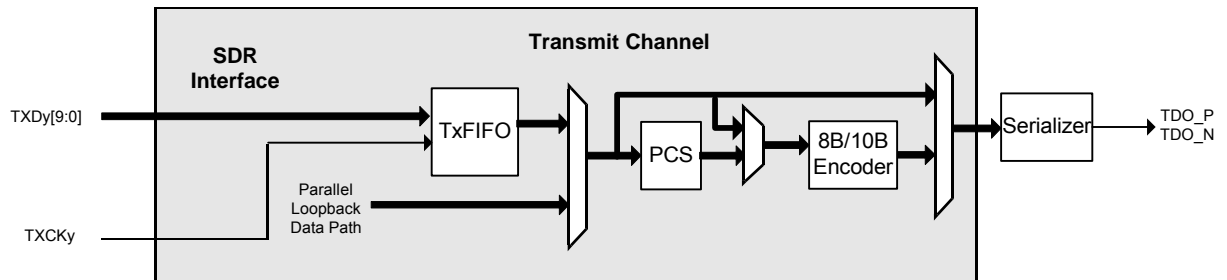 SDR
Interface
Transmit Channel
TXDy[9:0]
TxFIFO
PCS
8B/10B
Encoder
Serializer
TDO_P
TDO_N
Parallel
Loopback
Data Path
TXCKy